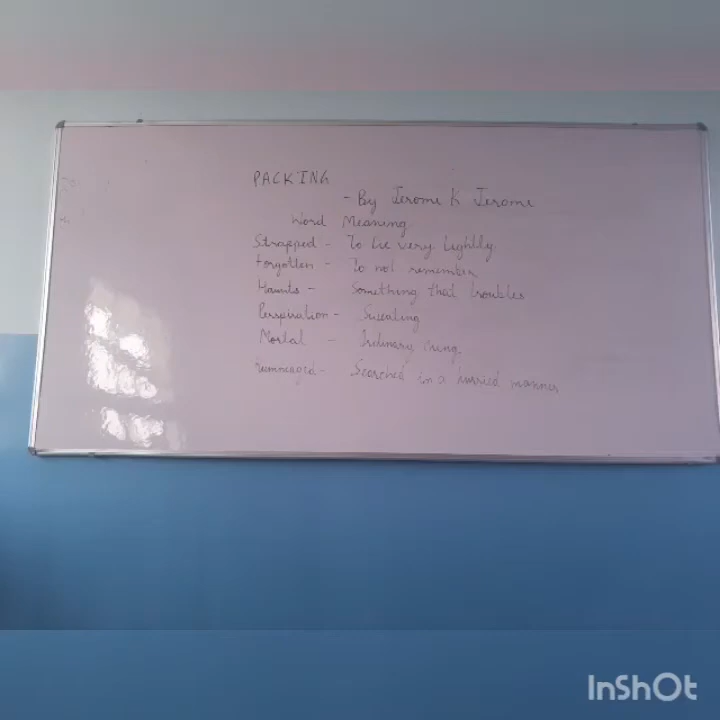 PACKING
- By Jerome K Jerome
Word Meaning
Strapped - To tie very tightly
Forgotten - To not remember
Haunts - Something that troubles
Perspiration - Sweating
Mortal - Ordinary
Rummaged - Searched in a hurried manner
InShOt